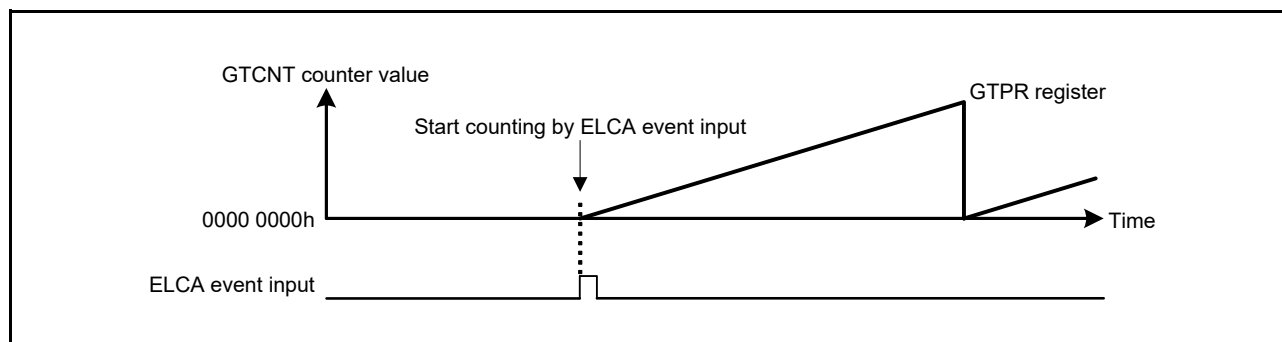 GTCNT counter value
GTPR register
Start counting by ELCA event input
0000 0000h
Time
ELCA event input